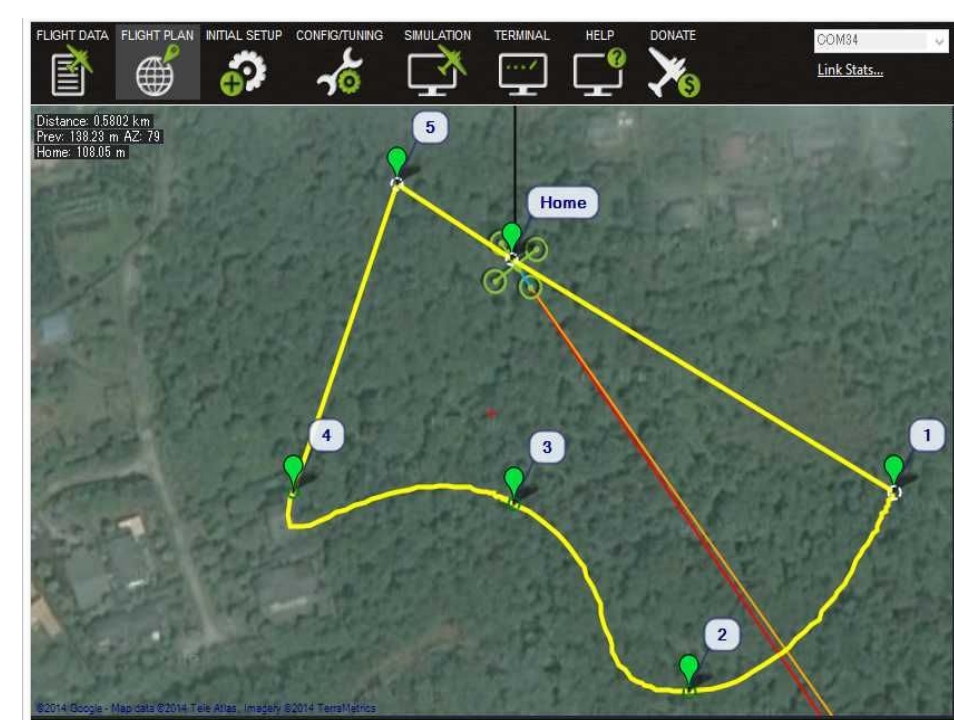 FLIGHT DATA FLIGHT PLAN INITIAL SETUP CONFIG/TUNING SIMULATION TERMINAL HELP DONATE
COM34
Link Stats...
Distance: 0.5802 km
Prev: 138.23 m AZ: 79
Home: 108.05 m
5
Home
4
3
1
2
©2014 Google - Map data ©2014 Tele Atlas, Imagery ©2014 TerraMetrics